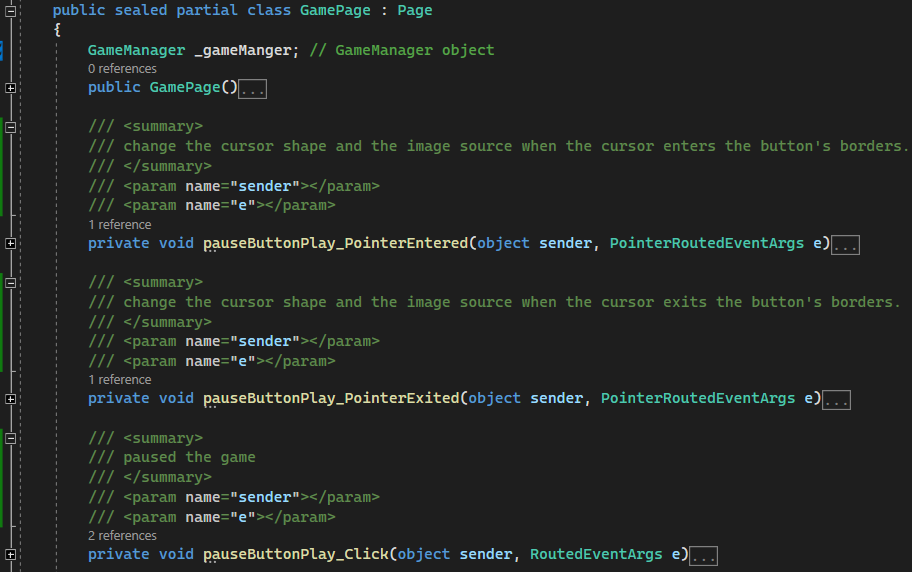 public sealed partial class GamePage : Page
{
GameManager _gameManger; // GameManager object
0 references
public GamePage()...
/// <summary>
/// change the cursor shape and the image source when the cursor enters the button's borders.
/// </summary>
/// <param name="sender"></param>
/// <param name="e"></param>
1 reference
private void pauseButtonPlay_PointerEntered(object sender, PointerRoutedEventArgs e)...
/// <summary>
/// change the cursor shape and the image source when the cursor exits the button's borders.
/// </summary>
/// <param name="sender"></param>
/// <param name="e"></param>
1 reference
private void pauseButtonPlay_PointerExited(object sender, PointerRoutedEventArgs e)...
/// <summary>
/// paused the game
/// </summary>
/// <param name="sender"></param>
/// <param name="e"></param>
2 references
private void pauseButtonPlay_Click(object sender, RoutedEventArgs e)...